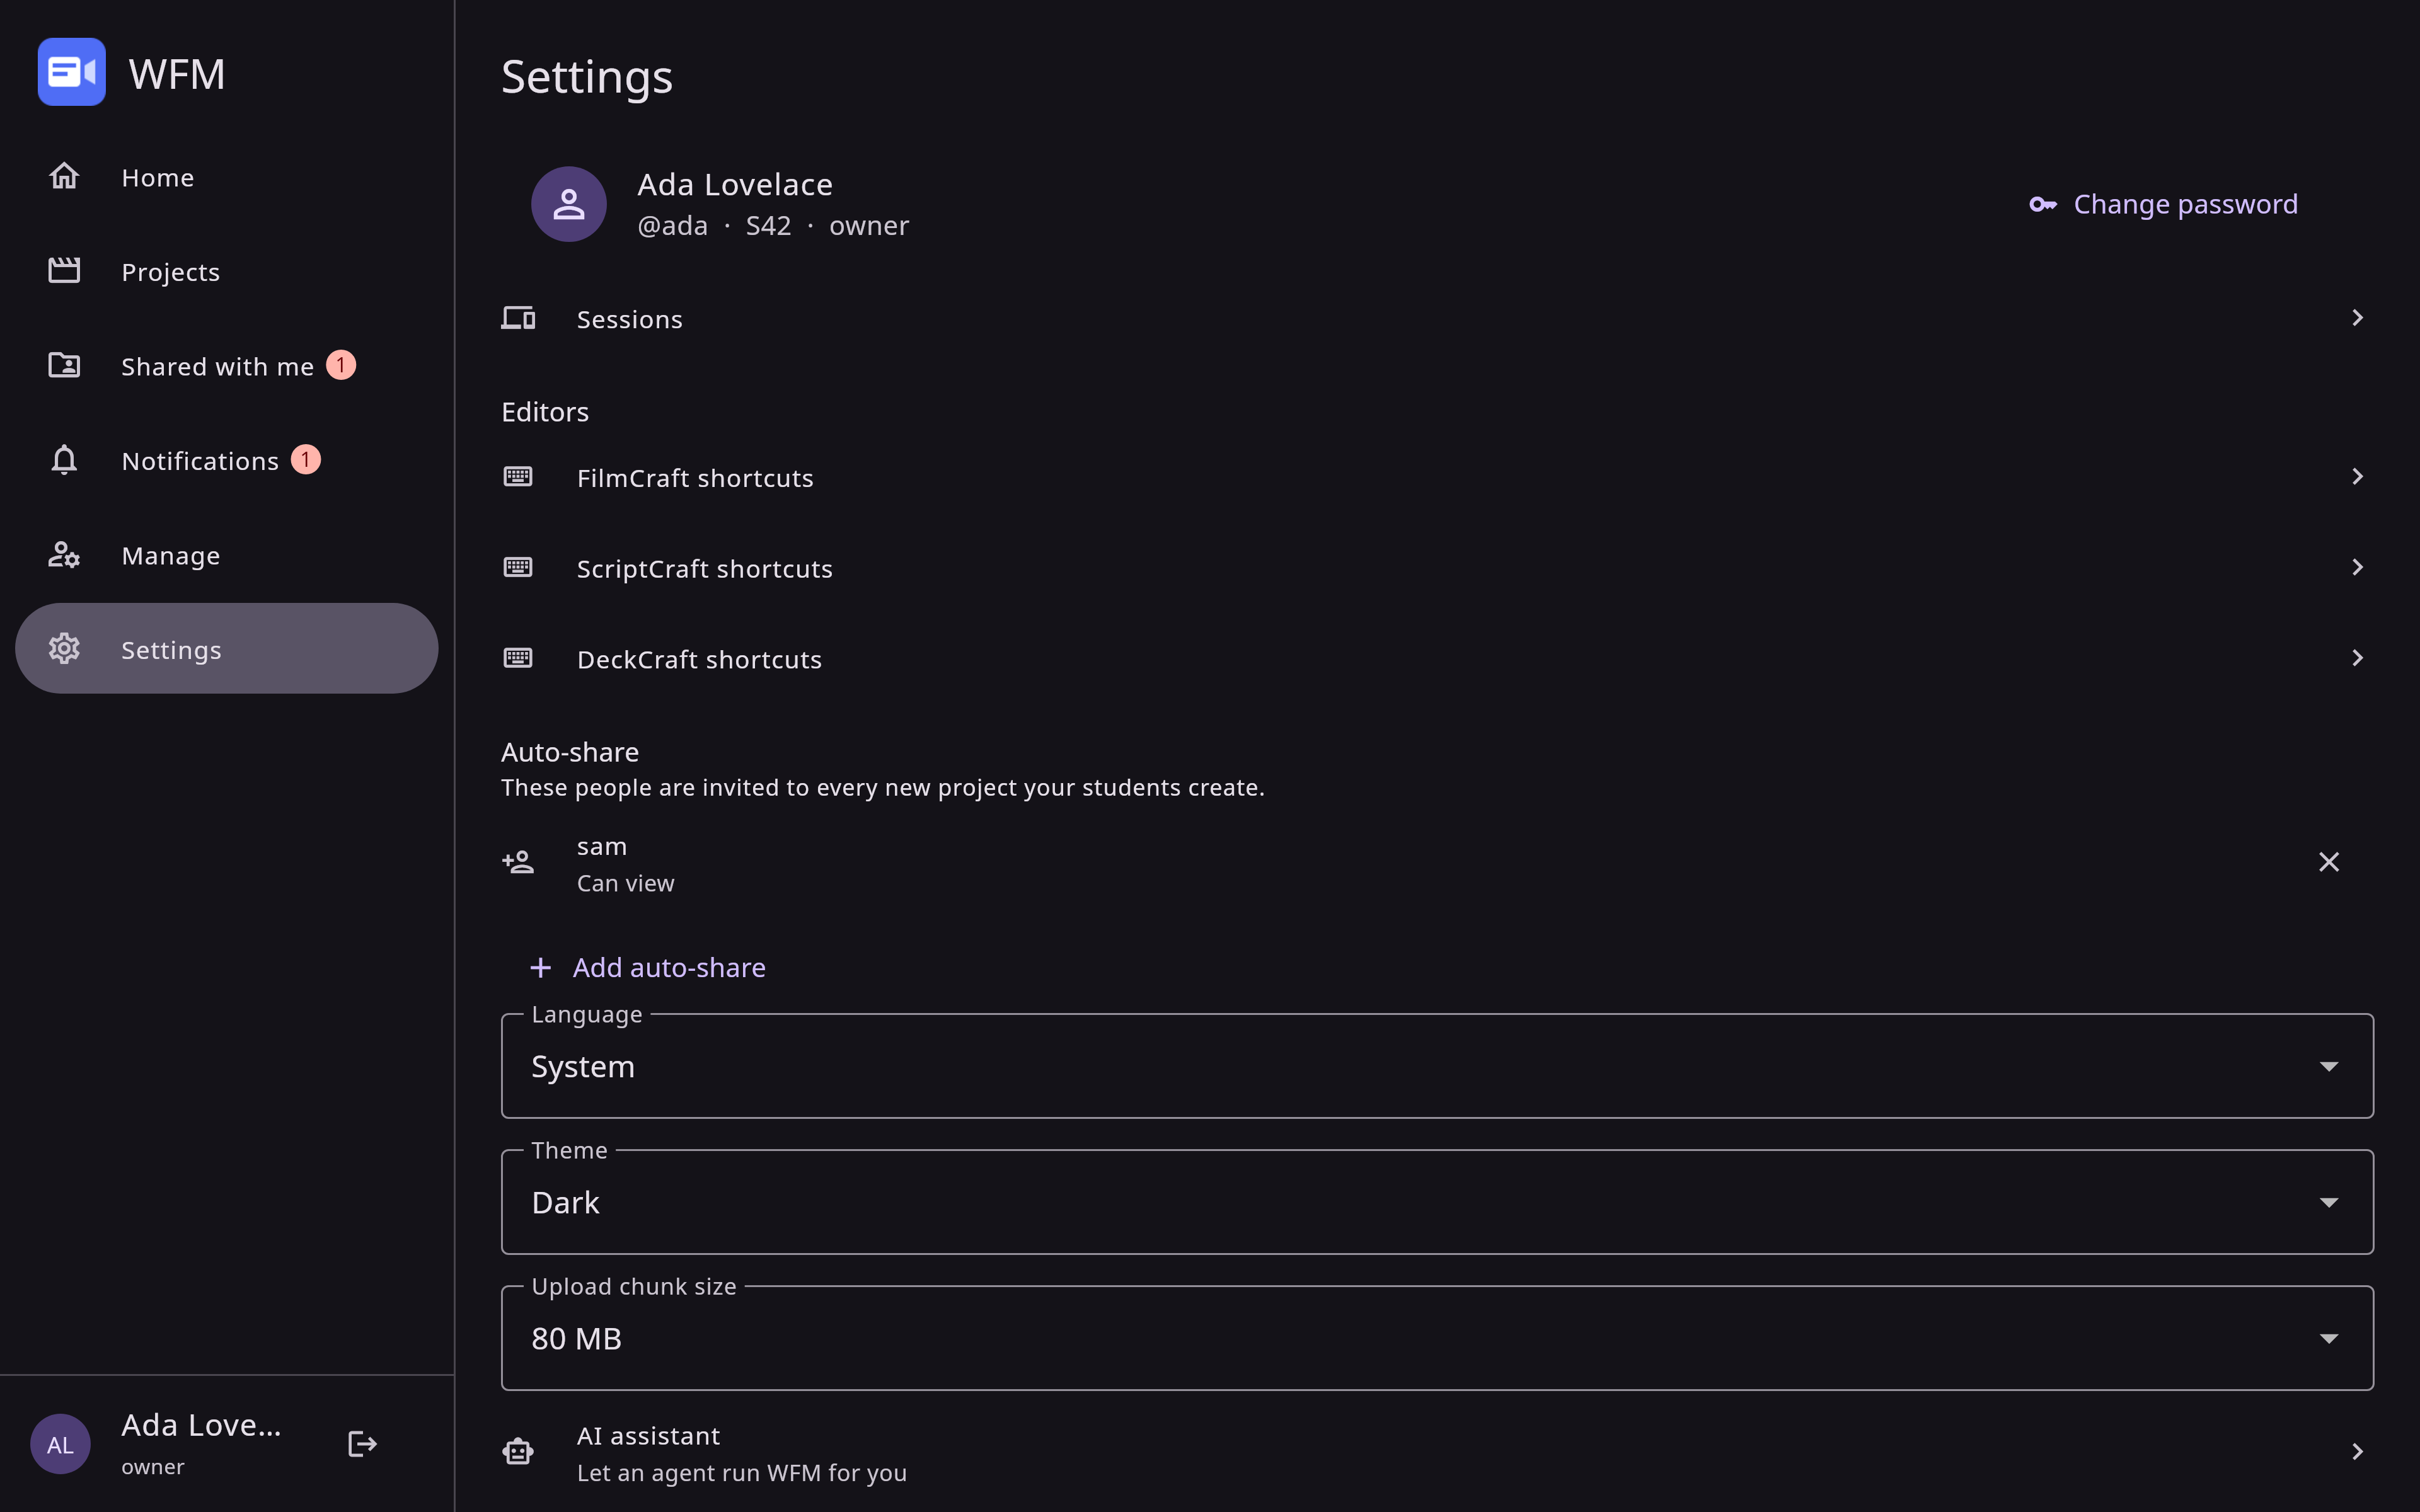 WFM
Home
Projects
Shared with me 1
Notifications 1
Manage
Settings
AL
Ada Love...
owner
Settings
Ada Lovelace
@ada · S42 · owner
Change password
Sessions
Editors
FilmCraft shortcuts
ScriptCraft shortcuts
DeckCraft shortcuts
Auto-share
These people are invited to every new project your students create.
sam
Can view
Add auto-share
Language
System
Theme
Dark
Upload chunk size
80 MB
AI assistant
Let an agent run WFM for you